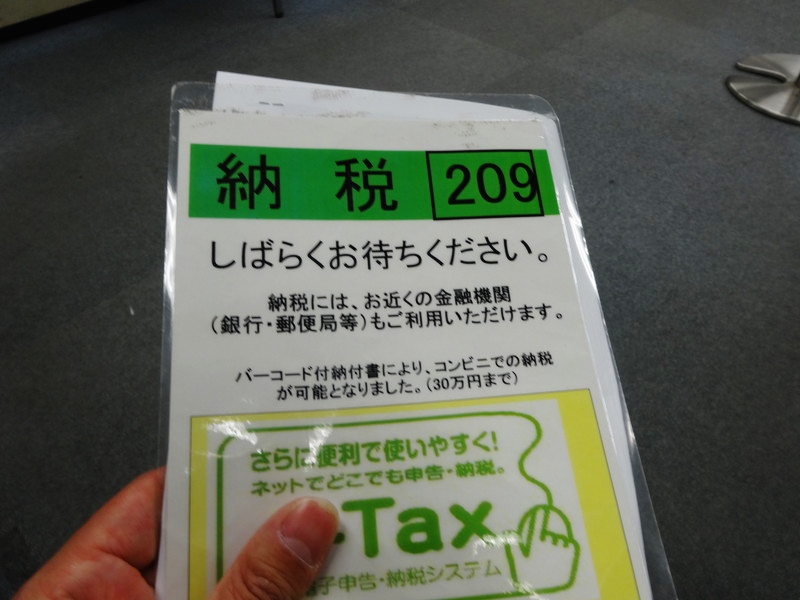 納税 209
しばらくお待ちください。
納税には、お近くの金融機関
(銀行・郵便局等)もご利用いただけます。
バーコード付納付書により、コンビニでの納税
が可能となりました。(30万円まで)
さらに便利で使いやすく!
ネットでどこでも申告・納税。
-Tax
子申告・納税システム